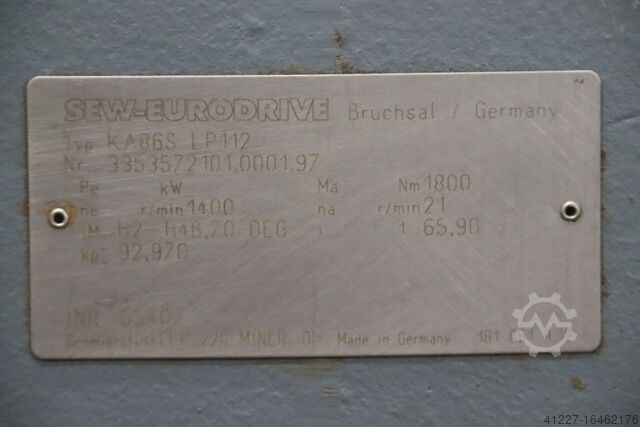 SEW-EURODRIVE Bruchsal / Germany
Typ KA86S LP112
Nr. 3353572101.0001.97
Pe kW Ma Nm 1800
ne r/min 1400 na r/min 21
IM H2- H4B,70 DEG i 1 : 65,90
kg 92,970
Made in Germany
41227-16462176